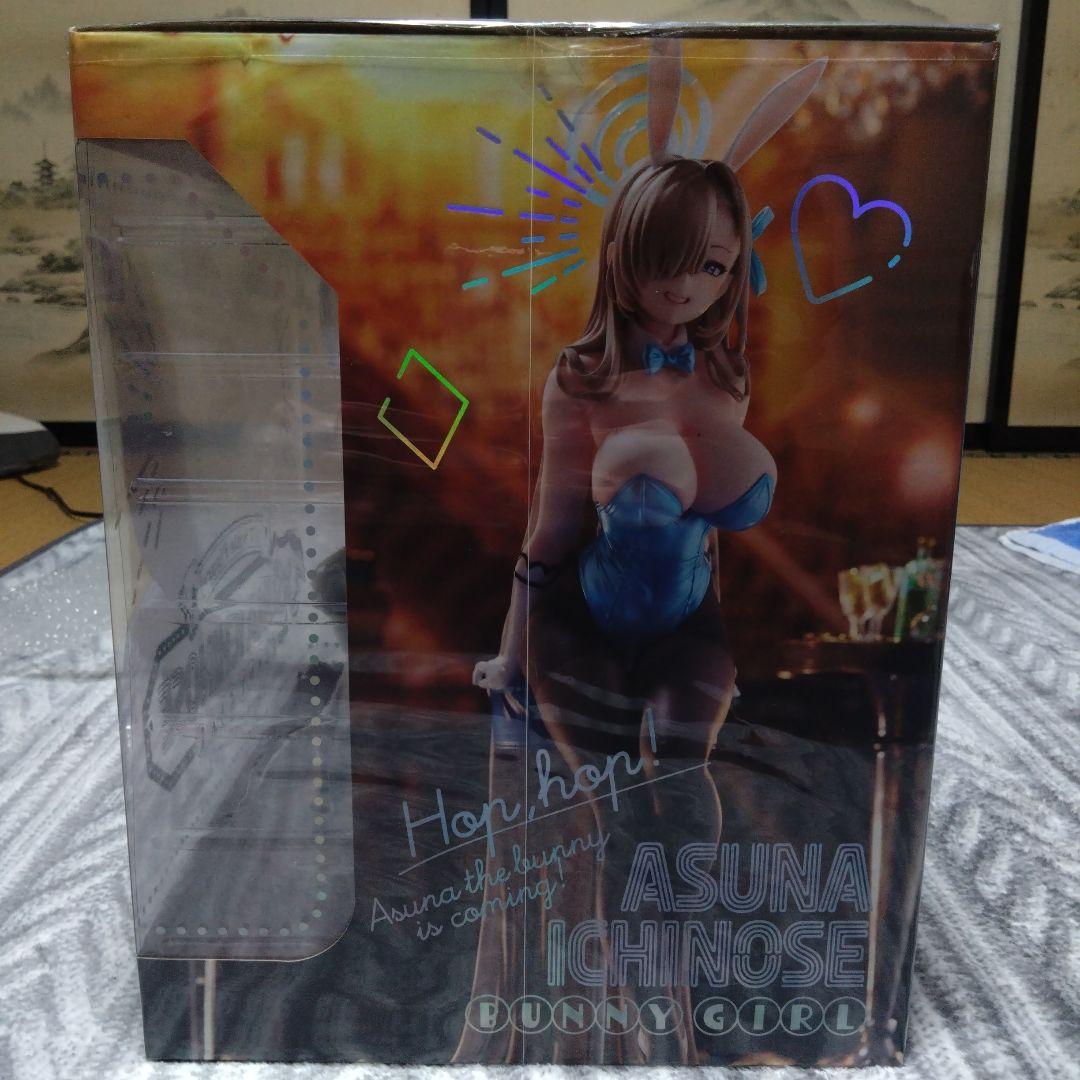 Hop, hop!
Asuna the bunny
is coming!
ASUNA
ICHINOSE
BUNNY GIRL